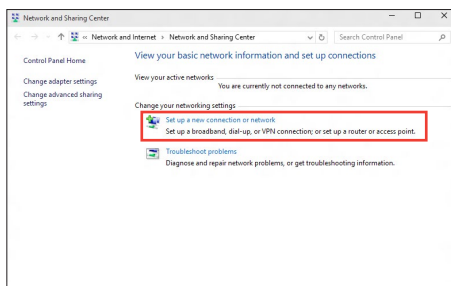 Network and Sharing Center
« Network and Internet › Network and Sharing Center
Search Control Panel
Control Panel Home
Change adapter settings
Change advanced sharing
settings
View your basic network information and set up connections
View your active networks
You are currently not connected to any networks.
Change your networking settings
Set up a new connection or network
Set up a broadband, dial-up, or VPN connection; or set up a router or access point.
Troubleshoot problems
Diagnose and repair network problems, or get troubleshooting information.